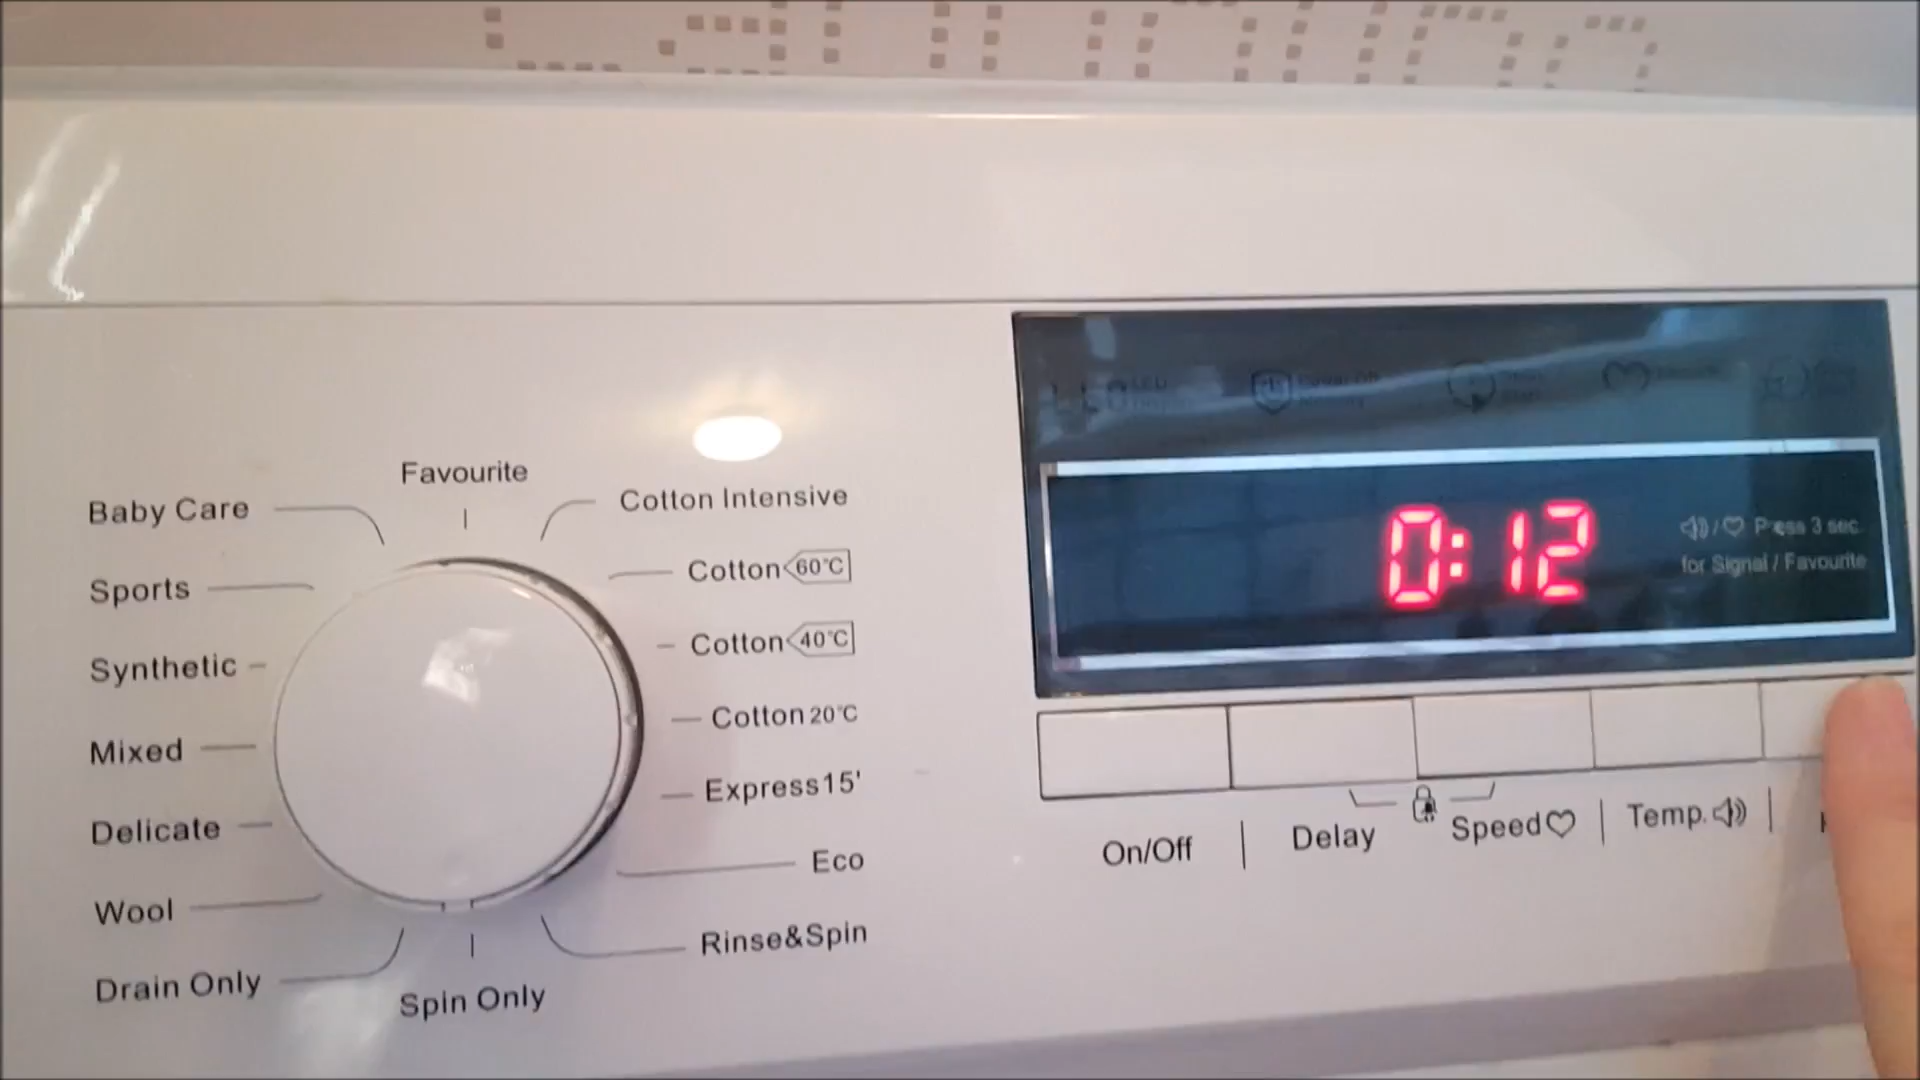 Favourite
Baby Care
Sports
Synthetic
Mixed
Delicate
Wool
Drain Only
Spin Only
Cotton Intensive
Cotton 60°C
Cotton 40°C
Cotton 20°C
Express15'
Eco
Rinse&Spin
0:12
/ Press 3 sec.
for Signal / Favourite
On/Off
Delay
Speed
Temp.